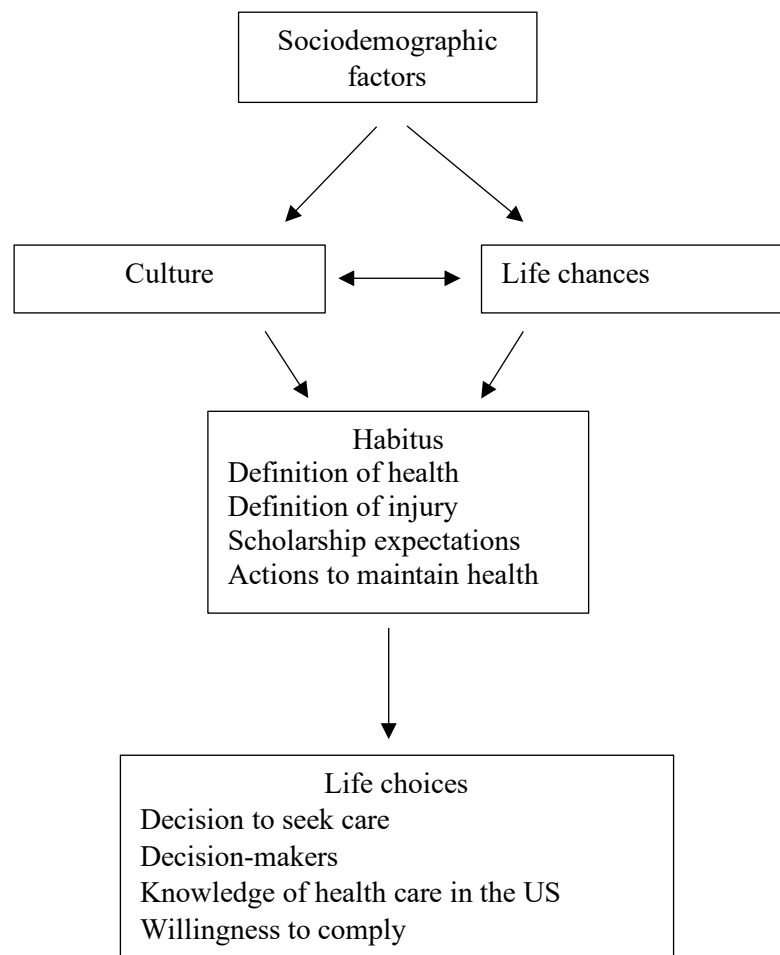 Sociodemographic
factors
Culture
Life chances
Habitus
Definition of health
Definition of injury
Scholarship expectations
Actions to maintain health
Life choices
Decision to seek care
Decision-makers
Knowledge of health care in the US
Willingness to comply